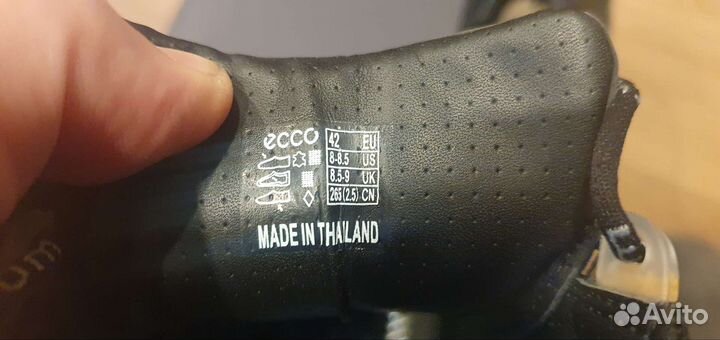 ecco
42 EU
8-8.5 US
8.5-9 UK
265(2.5) CN
MADE IN THAILAND
um
Avito